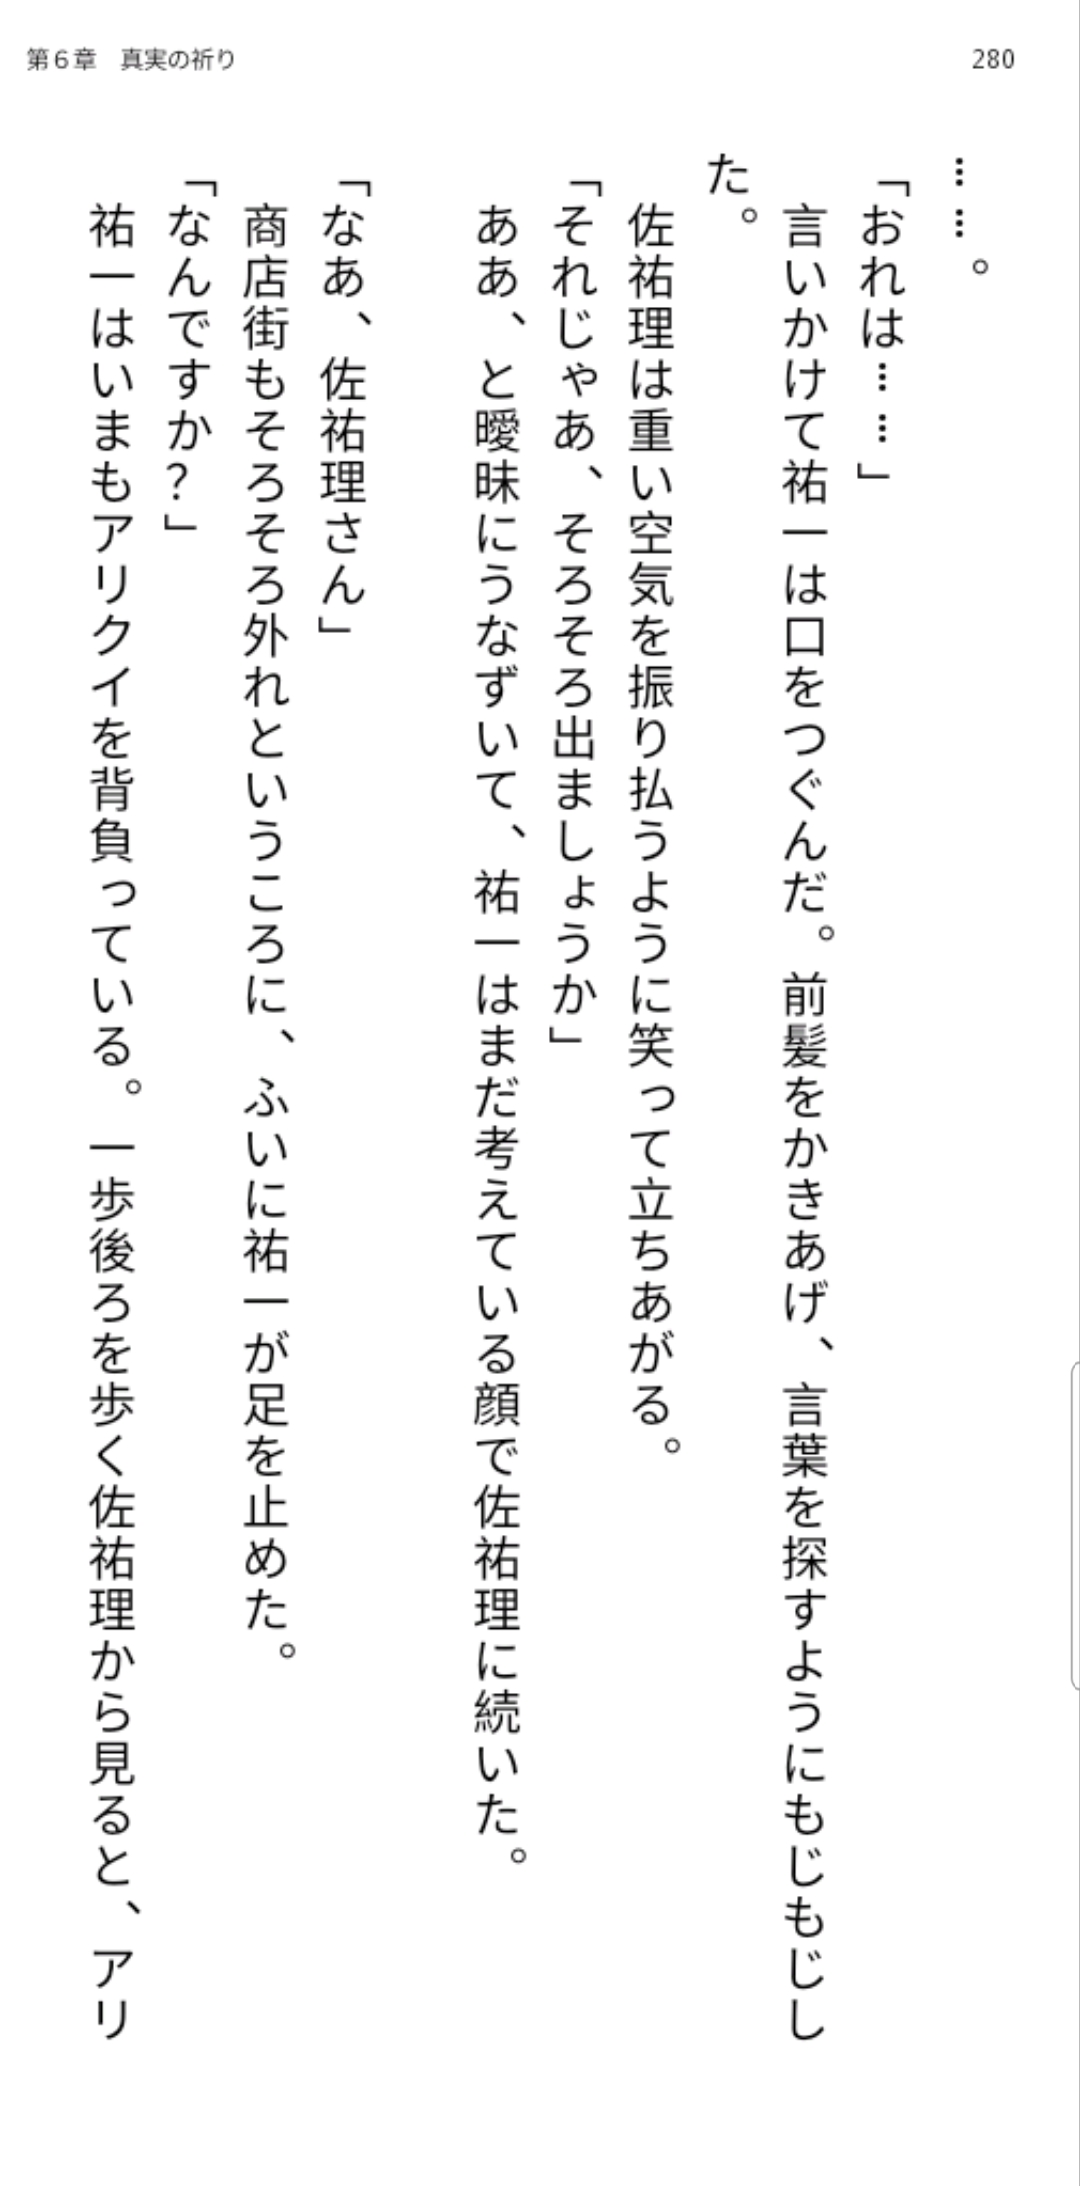 第６章　真実の祈り
280
……。
「おれは……」
言いかけて祐一は口をつぐんだ。前髪をかきあげ、言葉を探すようにもじもじし
た。
佐祐理は重い空気を振り払うように笑って立ちあがる。
「それじゃあ、そろそろ出ましょうか」
ああ、と曖昧にうなずいて、祐一はまだ考えている顔で佐祐理に続いた。
「なあ、佐祐理さん」
商店街もそろそろ外れというころに、ふいに祐一が足を止めた。
「なんですか？」
祐一はいまもアリクイを背負っている。一歩後ろを歩く佐祐理から見ると、アリ